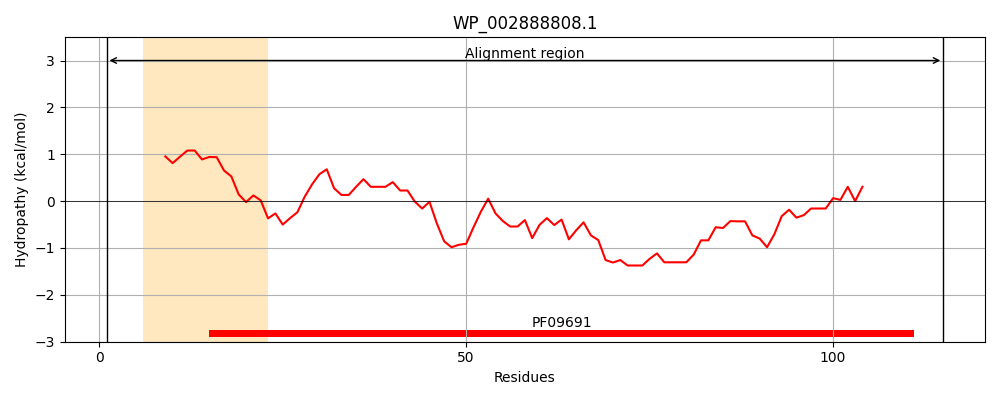 WP_002888808.1
Alignment region
PF09691
3
2
1
0
−1
−2
−3
0
50
100
Hydropathy (kcal/mol)
Residues